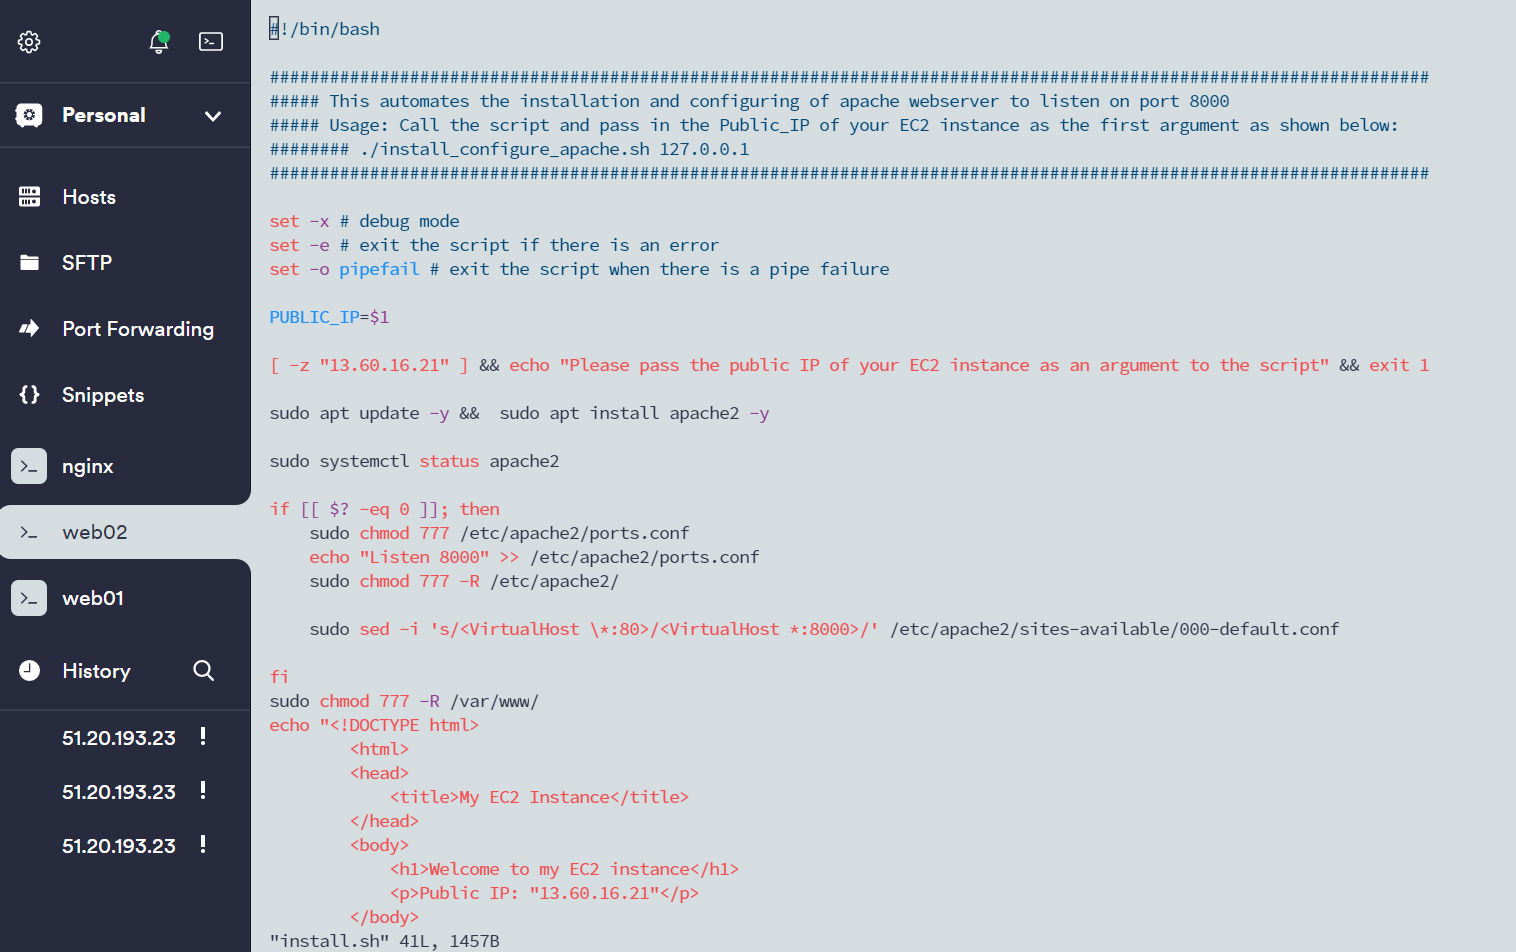 Personal
Hosts
SFTP
Port Forwarding
Snippets
nginx
web02
web01
History
51.20.193.23 !
51.20.193.23 !
51.20.193.23 !
#!/bin/bash
####################################################################################################################
##### This automates the installation and configuring of apache webserver to listen on port 8000
##### Usage: Call the script and pass in the Public_IP of your EC2 instance as the first argument as shown below:
######## ./install_configure_apache.sh 127.0.0.1
####################################################################################################################
set -x # debug mode
set -e # exit the script if there is an error
set -o pipefail # exit the script when there is a pipe failure
PUBLIC_IP=$1
[ -z "13.60.16.21" ] && echo "Please pass the public IP of your EC2 instance as an argument to the script" && exit 1
sudo apt update -y &&  sudo apt install apache2 -y
sudo systemctl status apache2
if [[ $? -eq 0 ]]; then
    sudo chmod 777 /etc/apache2/ports.conf
    echo "Listen 8000" >> /etc/apache2/ports.conf
    sudo chmod 777 -R /etc/apache2/
    sudo sed -i 's/<VirtualHost \*:80>/<VirtualHost *:8000>/' /etc/apache2/sites-available/000-default.conf
fi
sudo chmod 777 -R /var/www/
echo "<!DOCTYPE html>
        <html>
        <head>
            <title>My EC2 Instance</title>
        </head>
        <body>
            <h1>Welcome to my EC2 instance</h1>
            <p>Public IP: "13.60.16.21"</p>
        </body>
"install.sh" 41L, 1457B